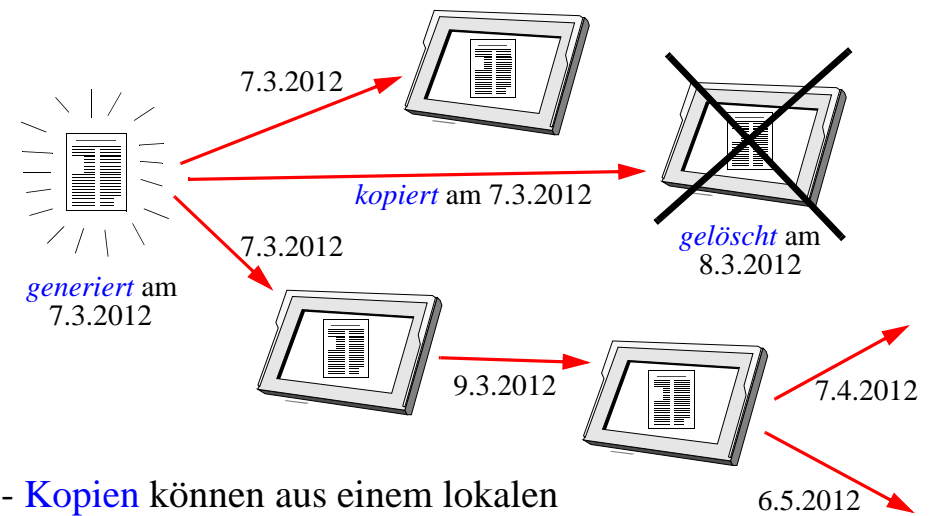 7.3.2012
kopiert am 7.3.2012
gelöscht am
8.3.2012
7.3.2012
generiert am
7.3.2012
9.3.2012
7.4.2012
6.5.2012
- Kopien können aus einem lokalen